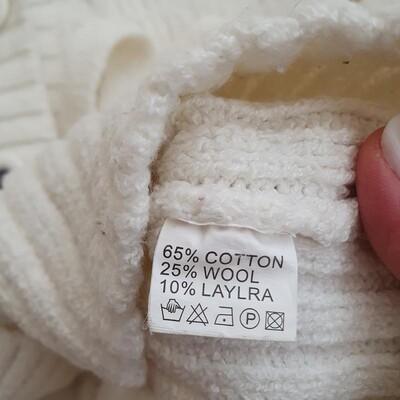 65% COTTON
25% WOOL
10% LAYLRA
P